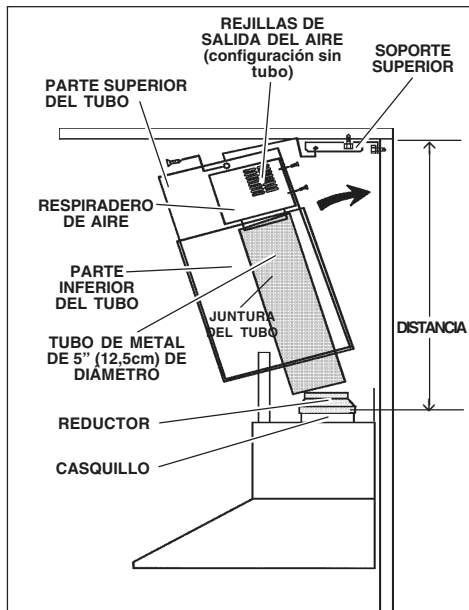 REJILLAS DE
SALIDA DEL AIRE
(configuración sin
tubo)
SOPORTE
SUPERIOR
PARTE SUPERIOR
DEL TUBO
RESPIRADERO
DE AIRE
PARTE
INFERIOR
DEL TUBO
JUNTURA
DEL TUBO
TUBO DE METAL
DE 5” (12,5cm) DE
DIÁMETRO
DISTANCIA
REDUCTOR
CASQUILLO